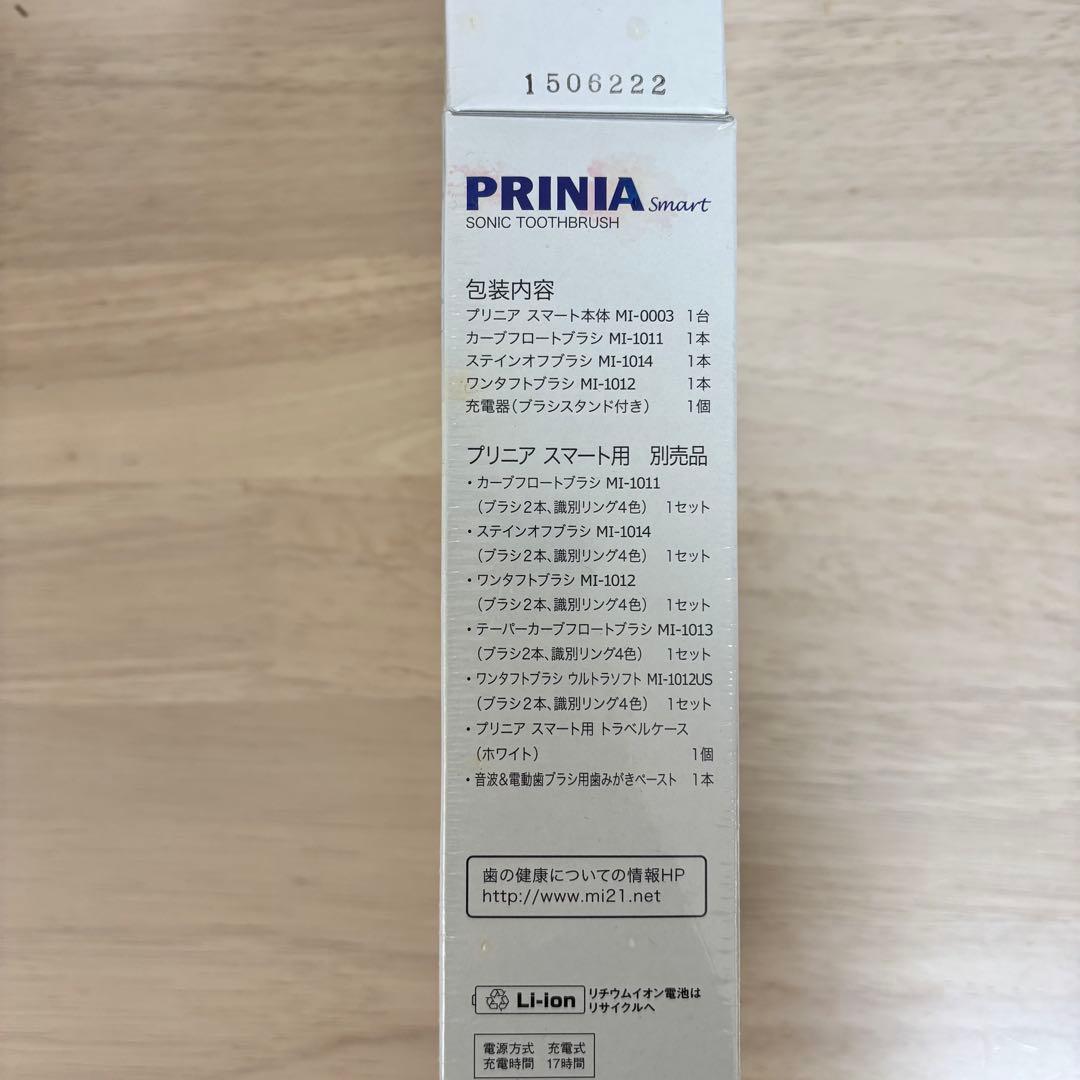 1506222
PRINIA Smart
SONIC TOOTHBRUSH
包装内容
プリニア スマート本体 MI-0003 1台
カーブフロートブラシ MI-1011 1本
ステインオフブラシ MI-1014 1本
ワンタフトブラシ MI-1012 1本
充電器(ブラシスタンド付き) 1個
プリニア スマート用 別売品
・カーブフロートブラシ MI-1011
(ブラシ2本、識別リング4色) 1セット
・ステインオフブラシ MI-1014
(ブラシ2本、識別リング4色) 1セット
・ワンタフトブラシ MI-1012
(ブラシ2本、識別リング4色) 1セット
・テーパーカーブフロートブラシ MI-1013
(ブラシ2本、識別リング4色) 1セット
・ワンタフトブラシ ウルトラソフト MI-1012US
(ブラシ2本、識別リング4色) 1セット
・プリニア スマート用 トラベルケース
(ホワイト) 1個
・音波&電動歯ブラシ用歯みがきペースト 1本
歯の健康についての情報HP
http://www.mi21.net
Li-ion リチウムイオン電池は
リサイクルへ
電源方式 充電式
充電時間 17時間